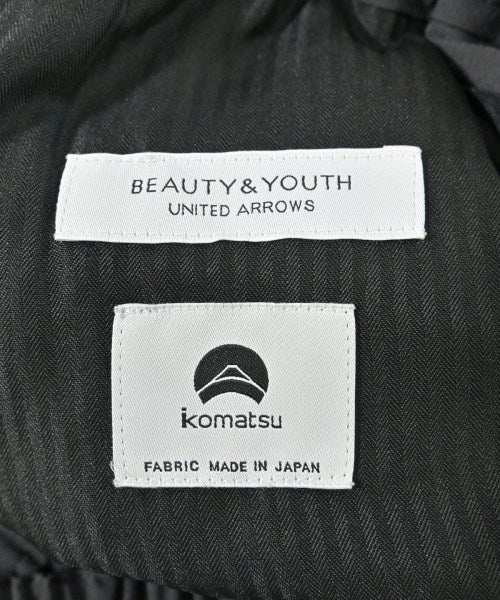 BEAUTY&YOUTH
UNITED ARROWS
komatsu
FABRIC MADE IN JAPAN